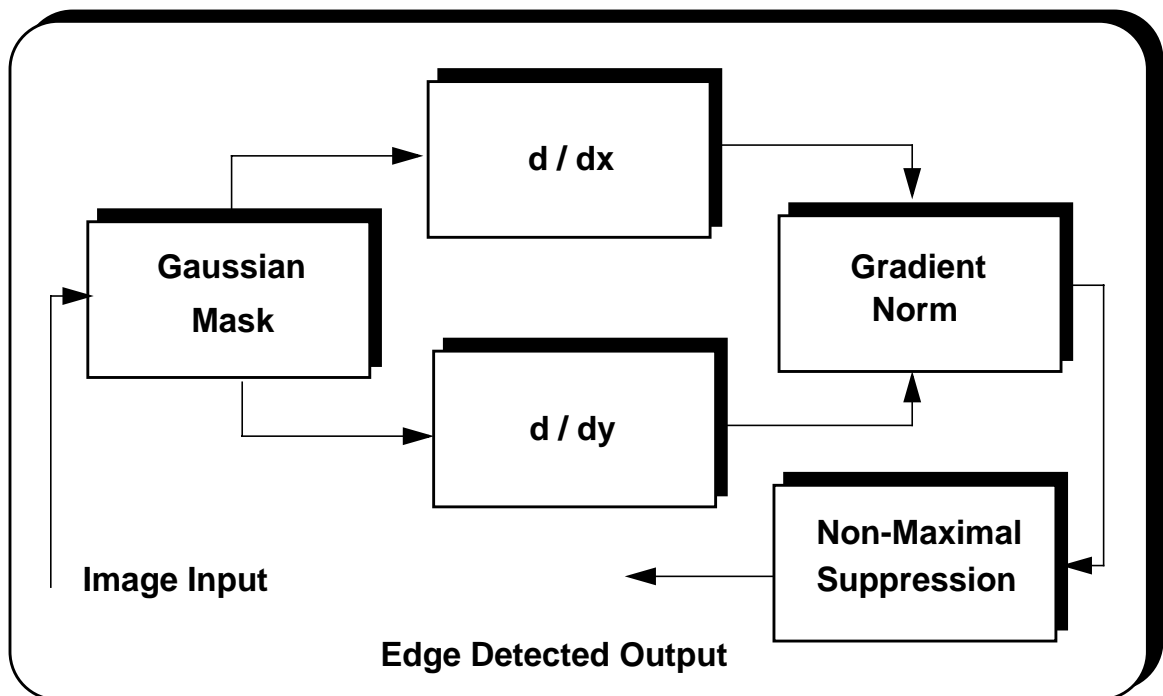 d / dx
Gaussian
Mask
Gradient
Norm
d / dy
Non-Maximal
Suppression
Image Input
Edge Detected Output